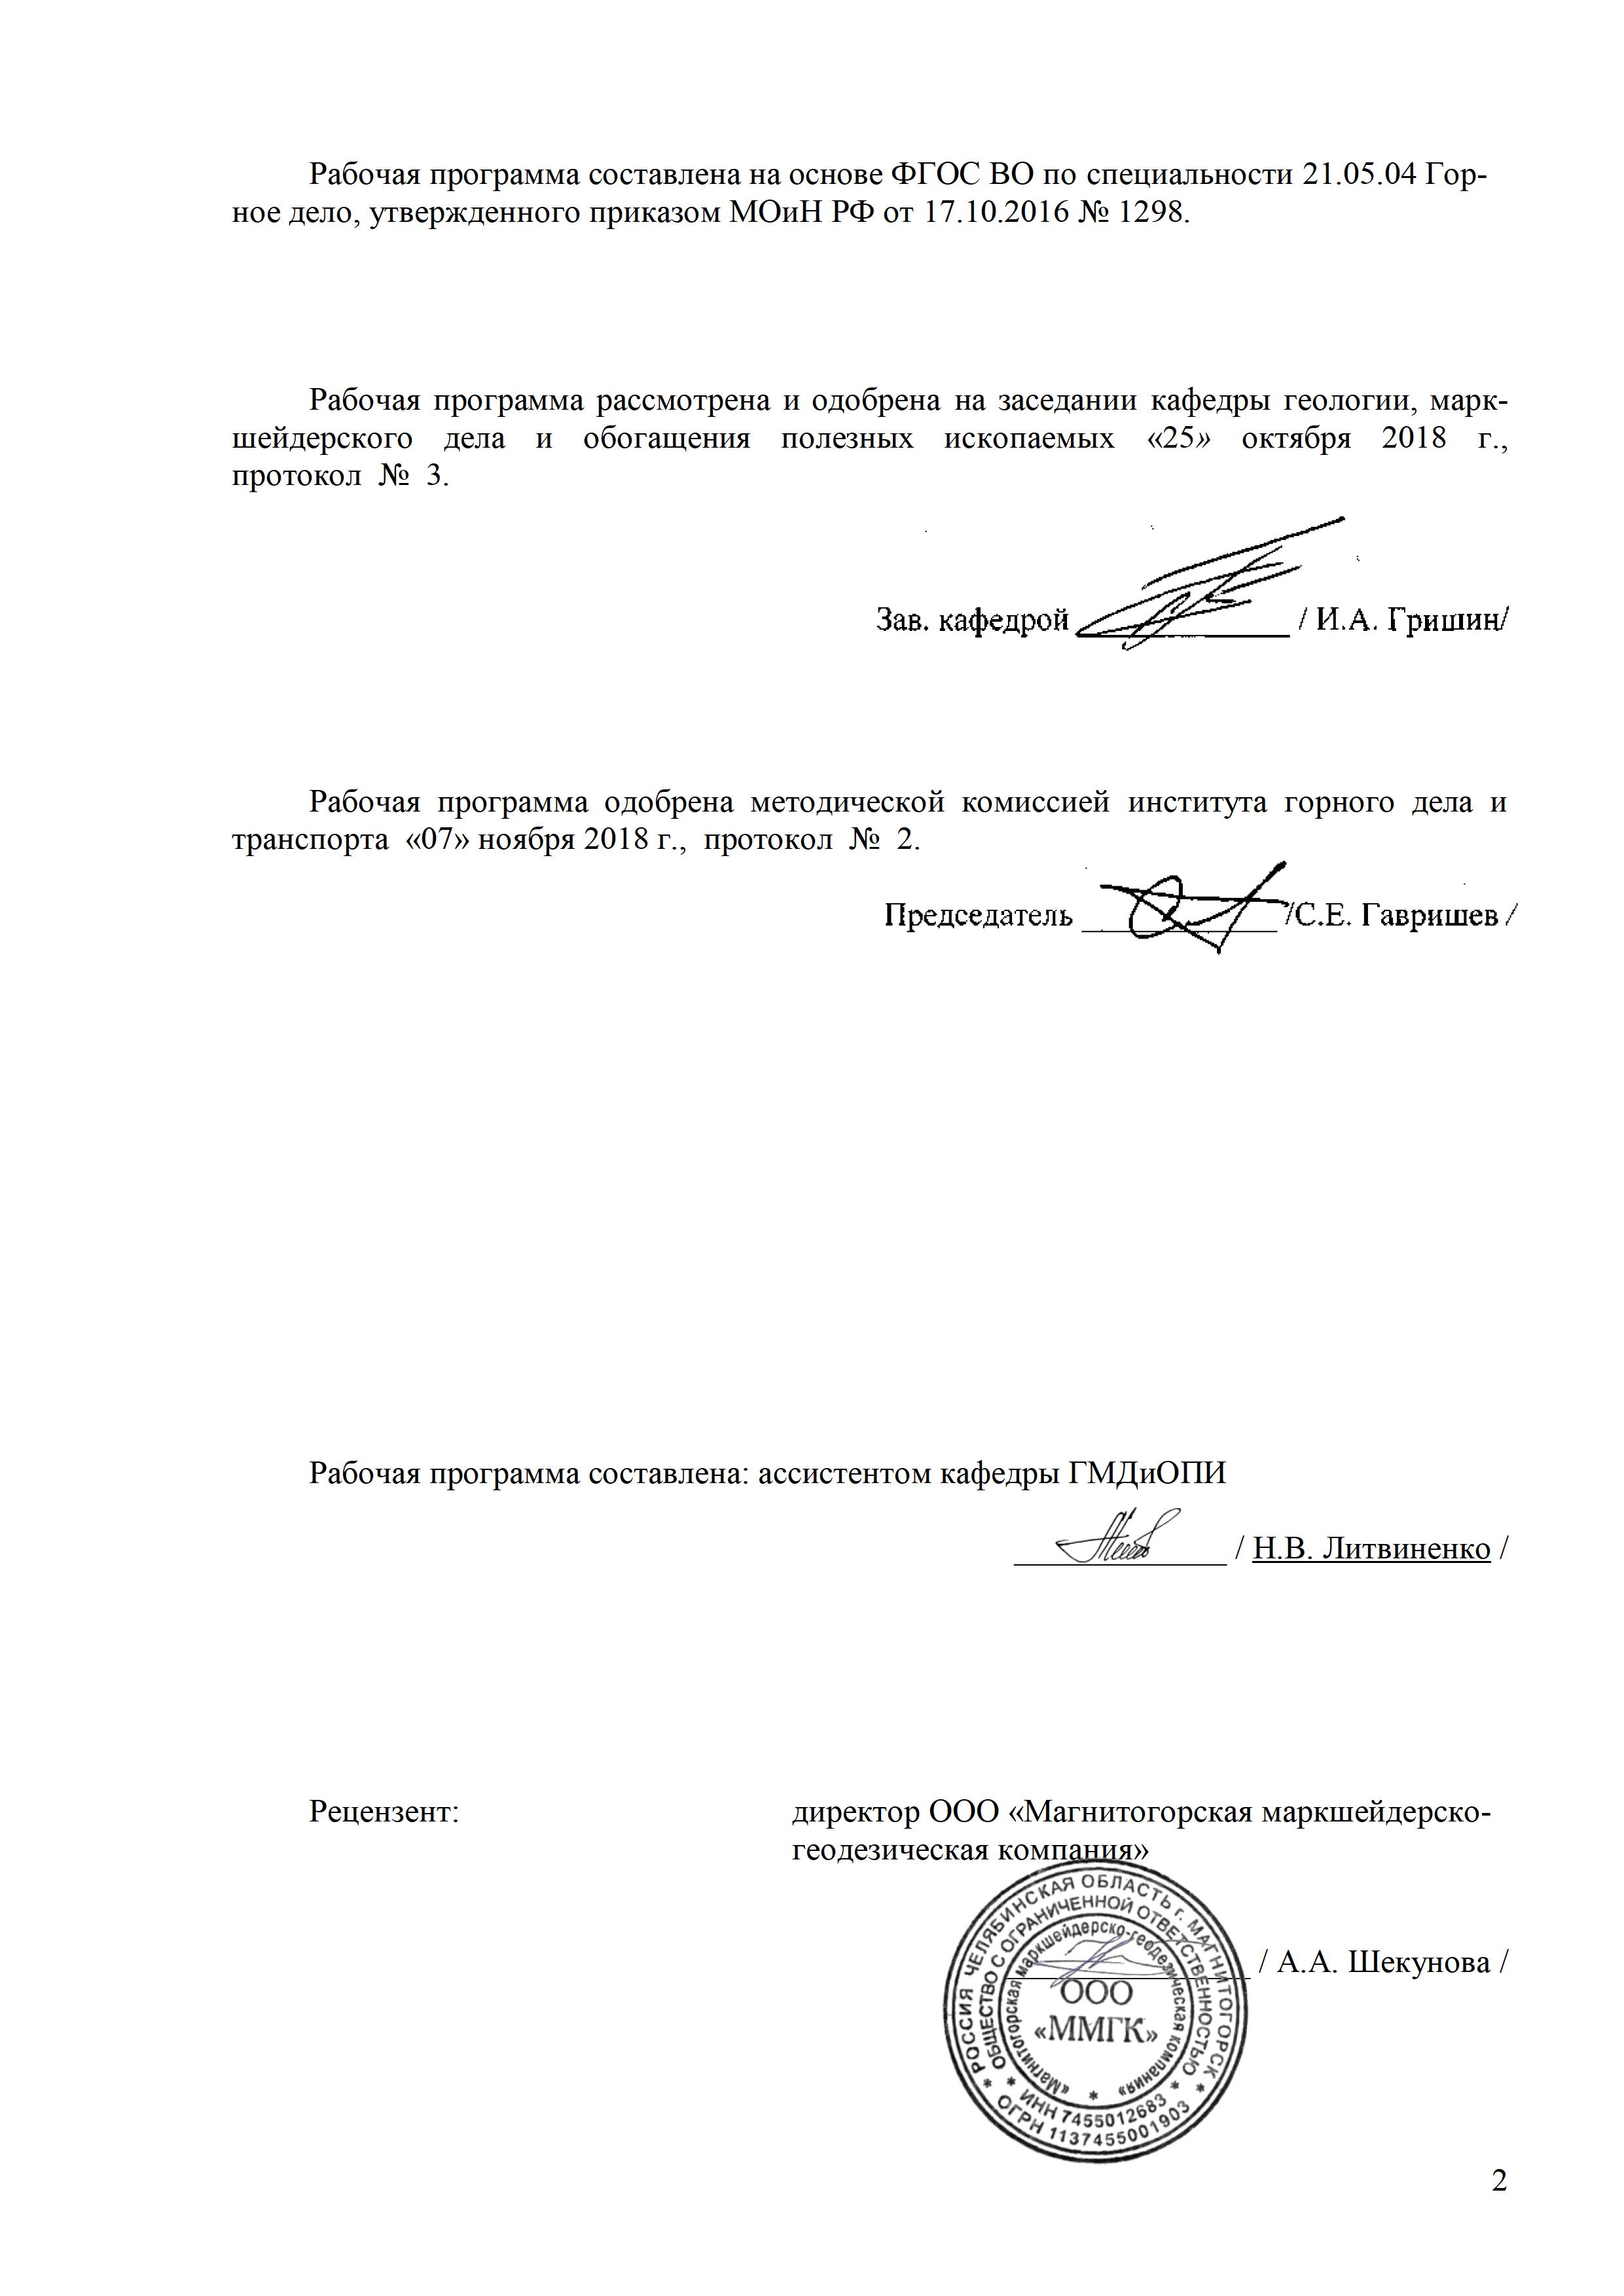 Рабочая программа составлена на основе ФГОС ВО по специальности 21.05.04 Гор-
ное дело, утвержденного приказом МОиН РФ от 17.10.2016 № 1298.
Рабочая программа рассмотрена и одобрена на заседании кафедры геологии, марк-
шейдерского дела и обогащения полезных ископаемых «25» октября 2018 г.,
протокол № 3.
Зав. кафедрой ____________ / И.А. Гришин/
Рабочая программа одобрена методической комиссией института горного дела и
транспорта «07» ноября 2018 г., протокол № 2.
Председатель ____________ /С.Е. Гавришев /
Рабочая программа составлена: ассистентом кафедры ГМДиОПИ
____________ / Н.В. Литвиненко /
Рецензент: директор ООО «Магнитогорская маркшейдерско-
геодезическая компания»
____________ / А.А. Шекунова /
* РОССИЯ ЧЕЛЯБИНСКАЯ ОБЛАСТЬ г. МАГНИТОГОРСК *
ОГРН 1137455001903
ОБЩЕСТВО С ОГРАНИЧЕННОЙ ОТВЕТСТВЕННОСТЬЮ
* ИНН 7455012683 *
«Магнитогорская маркшейдерско-геодезическая компания» *
ООО
«ММГК»
2